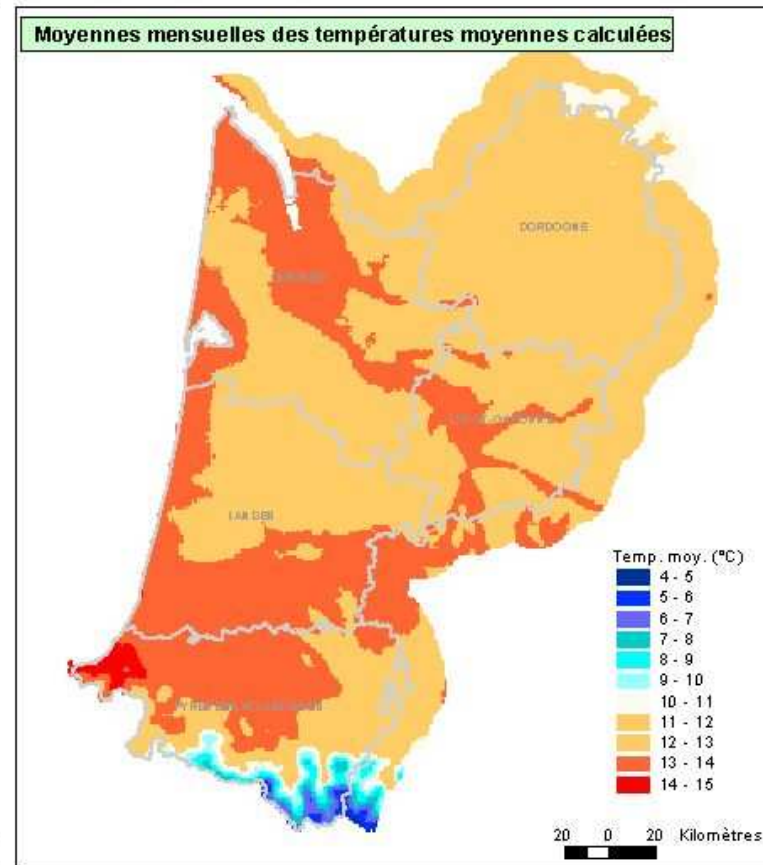 Moyennes mensuelles des températures moyennes calculées
DORDOGNE
LANDES
Temp. moy. (°C)
4 - 5
5 - 6
6 - 7
7 - 8
8 - 9
9 - 10
10 - 11
11 - 12
12 - 13
13 - 14
14 - 15
20 0 20 Kilomètres